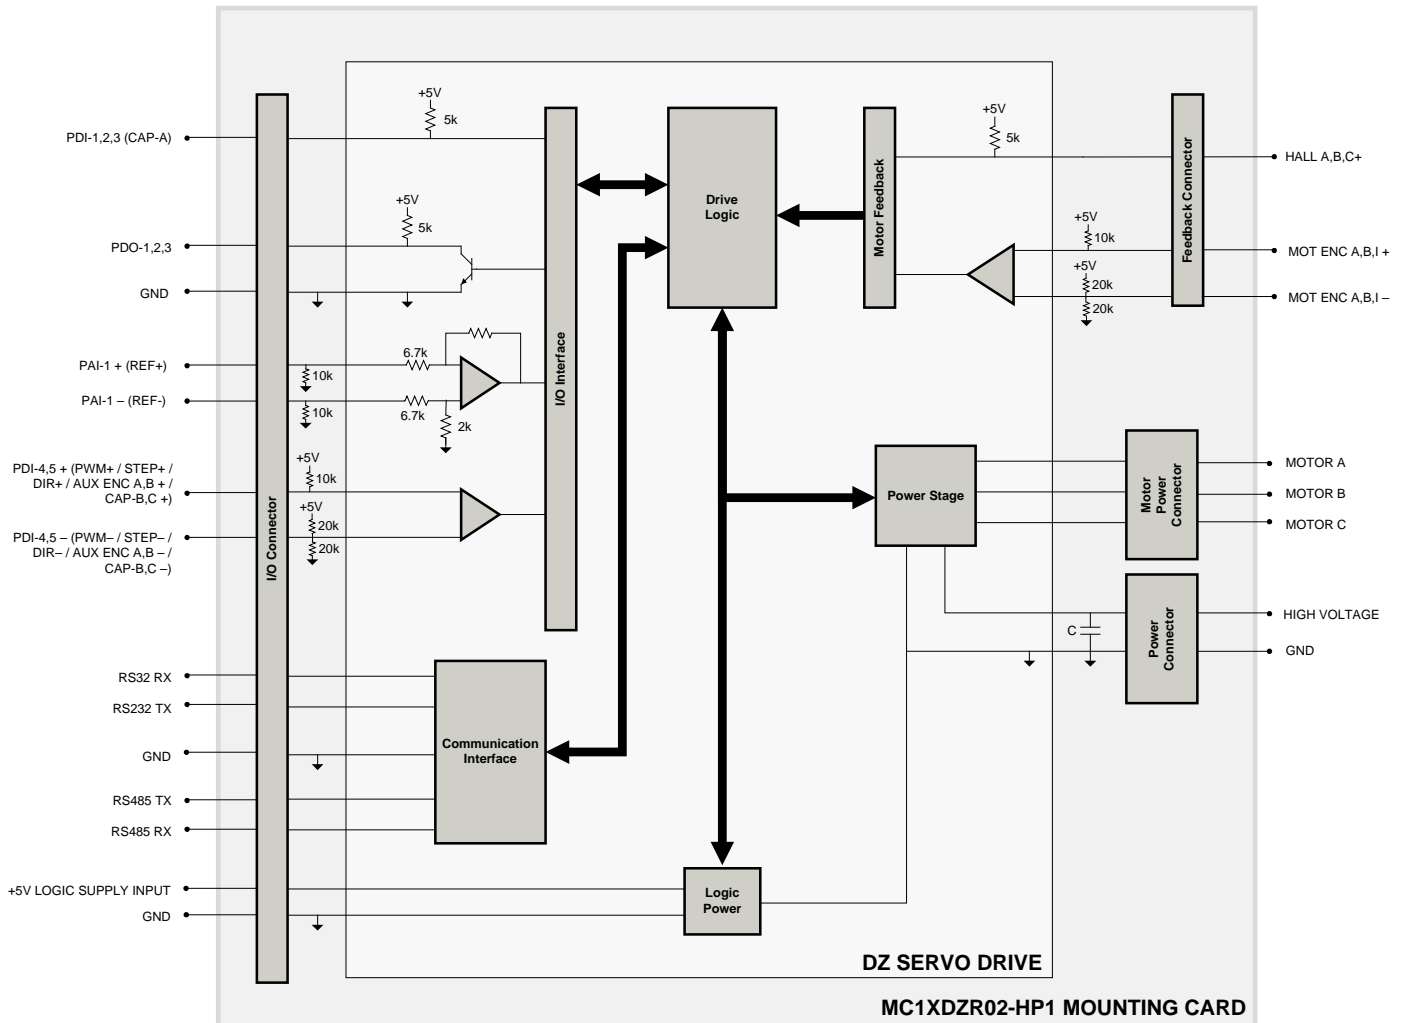 PDI-1,2,3 (CAP-A)
+5V
5k
PDO-1,2,3
+5V
5k
GND
PAI-1 + (REF+)
10k
6.7k
PAI-1 – (REF-)
10k
6.7k
2k
PDI-4,5 + (PWM+ / STEP+ /
DIR+ / AUX ENC A,B + /
CAP-B,C +)
+5V
10k
PDI-4,5 – (PWM– / STEP– /
DIR– / AUX ENC A,B – /
CAP-B,C –)
+5V
20k
20k
I/O Connector
I/O Interface
RS32 RX
RS232 TX
GND
RS485 TX
RS485 RX
Communication
Interface
+5V LOGIC SUPPLY INPUT
GND
Logic
Power
Drive
Logic
Motor Feedback
+5V
5k
+5V
10k
+5V
20k
20k
Feedback Connector
HALL A,B,C+
MOT ENC A,B,I +
MOT ENC A,B,I –
Power Stage
Motor
Power
Connector
MOTOR A
MOTOR B
MOTOR C
C
Power
Connector
HIGH VOLTAGE
GND
DZ SERVO DRIVE
MC1XDZR02-HP1 MOUNTING CARD